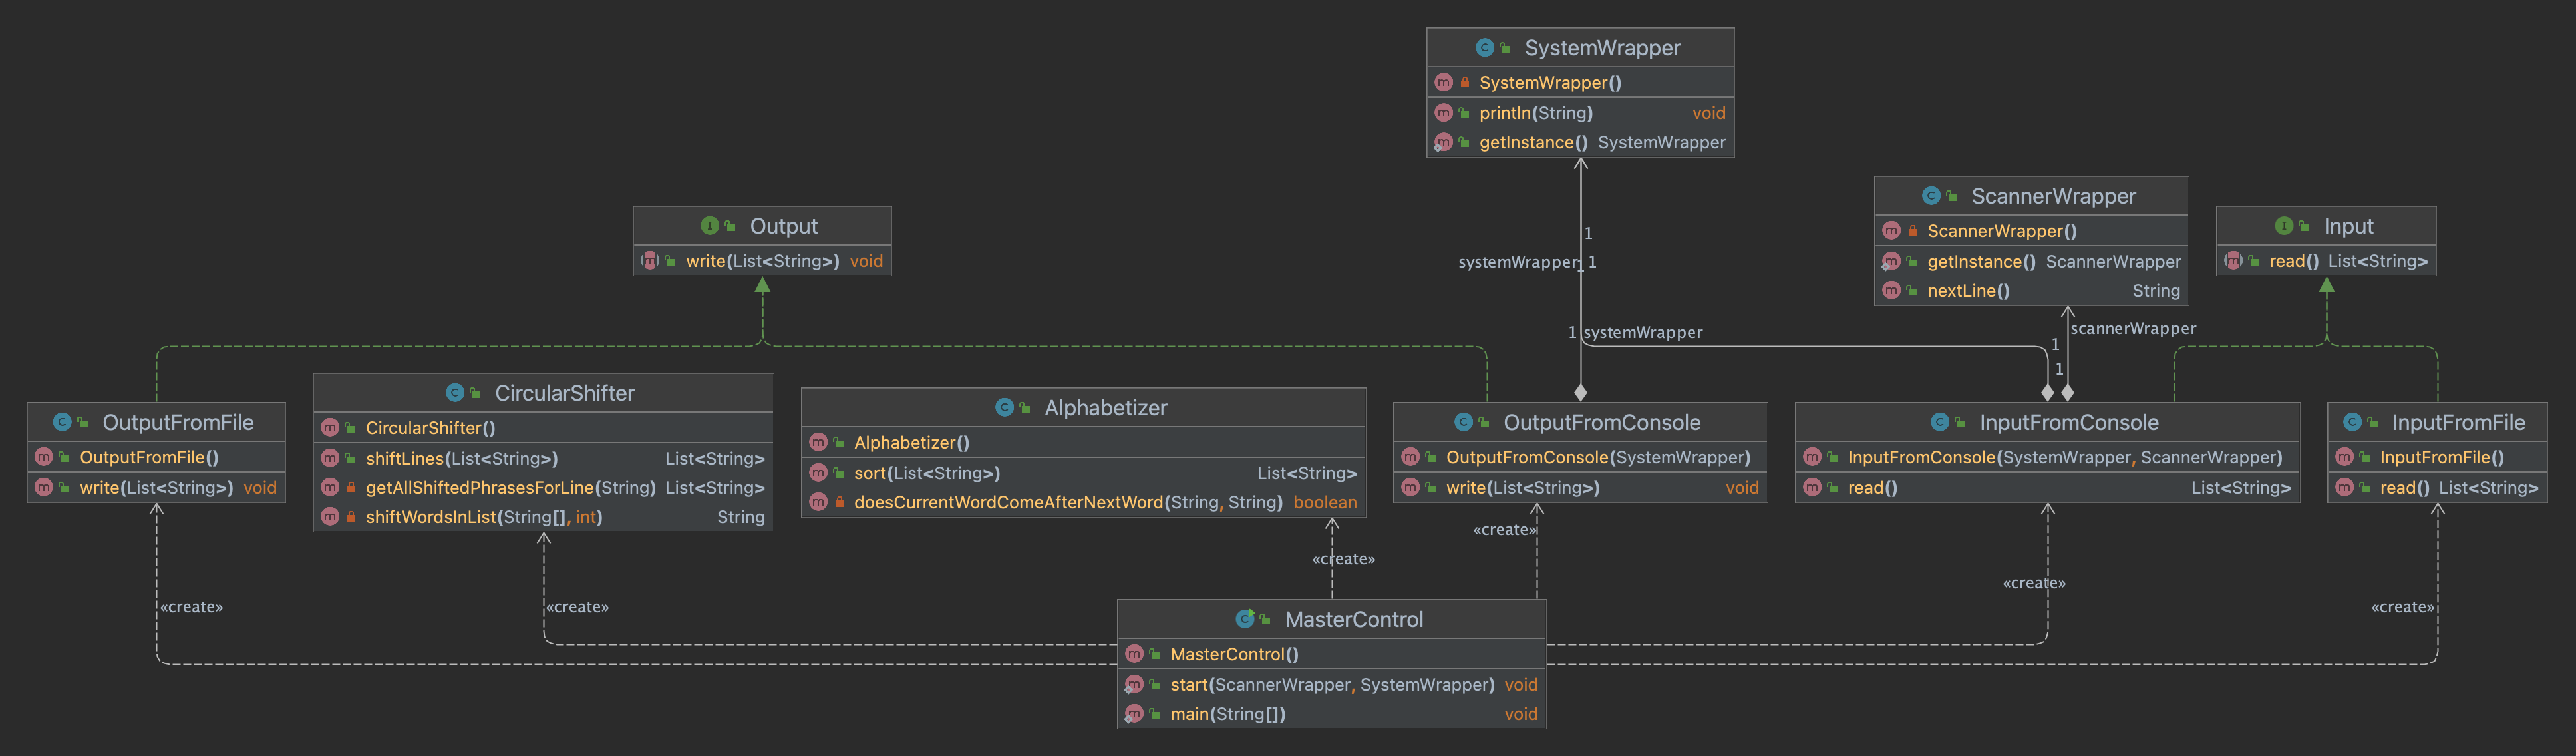 SystemWrapper
SystemWrapper()
println(String) void
getInstance() SystemWrapper
ScannerWrapper
ScannerWrapper()
getInstance() ScannerWrapper
nextLine() String
Output
write(List<String>) void
Input
read() List<String>
1
systemWrapper 1
1
1 systemWrapper
scannerWrapper
1
1
OutputFromFile
OutputFromFile()
write(List<String>) void
CircularShifter
CircularShifter()
shiftLines(List<String>) List<String>
getAllShiftedPhrasesForLine(String) List<String>
shiftWordsInList(String[], int) String
Alphabetizer
Alphabetizer()
sort(List<String>) List<String>
doesCurrentWordComeAfterNextWord(String, String) boolean
OutputFromConsole
OutputFromConsole(SystemWrapper)
write(List<String>) void
InputFromConsole
InputFromConsole(SystemWrapper, ScannerWrapper)
read() List<String>
InputFromFile
InputFromFile()
read() List<String>
«create»
«create»
«create»
«create»
«create»
«create»
MasterControl
MasterControl()
start(ScannerWrapper, SystemWrapper) void
main(String[]) void